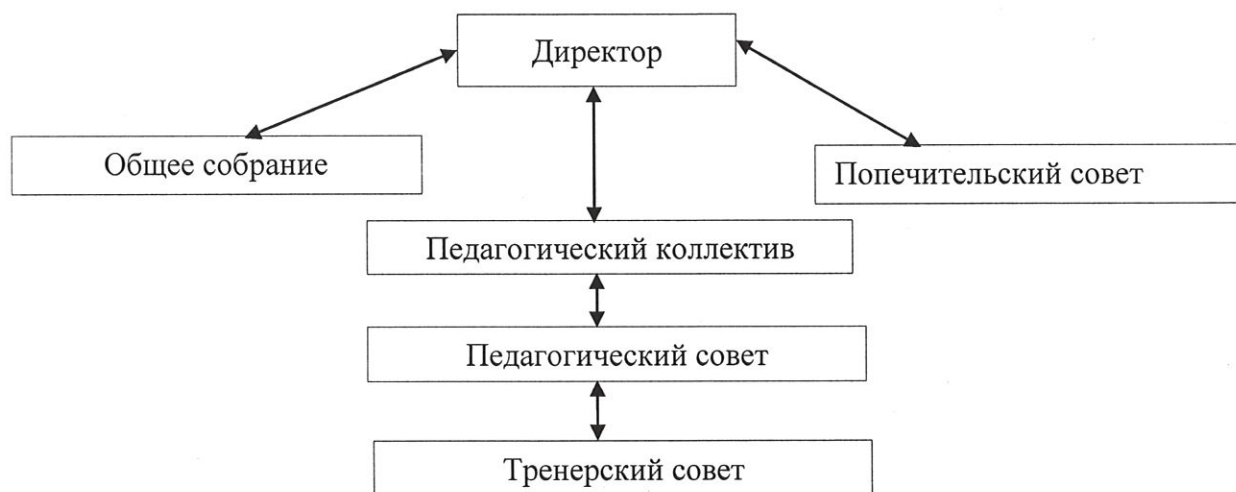 Директор
Общее собрание
Попечительский совет
Педагогический коллектив
Педагогический совет
Тренерский совет